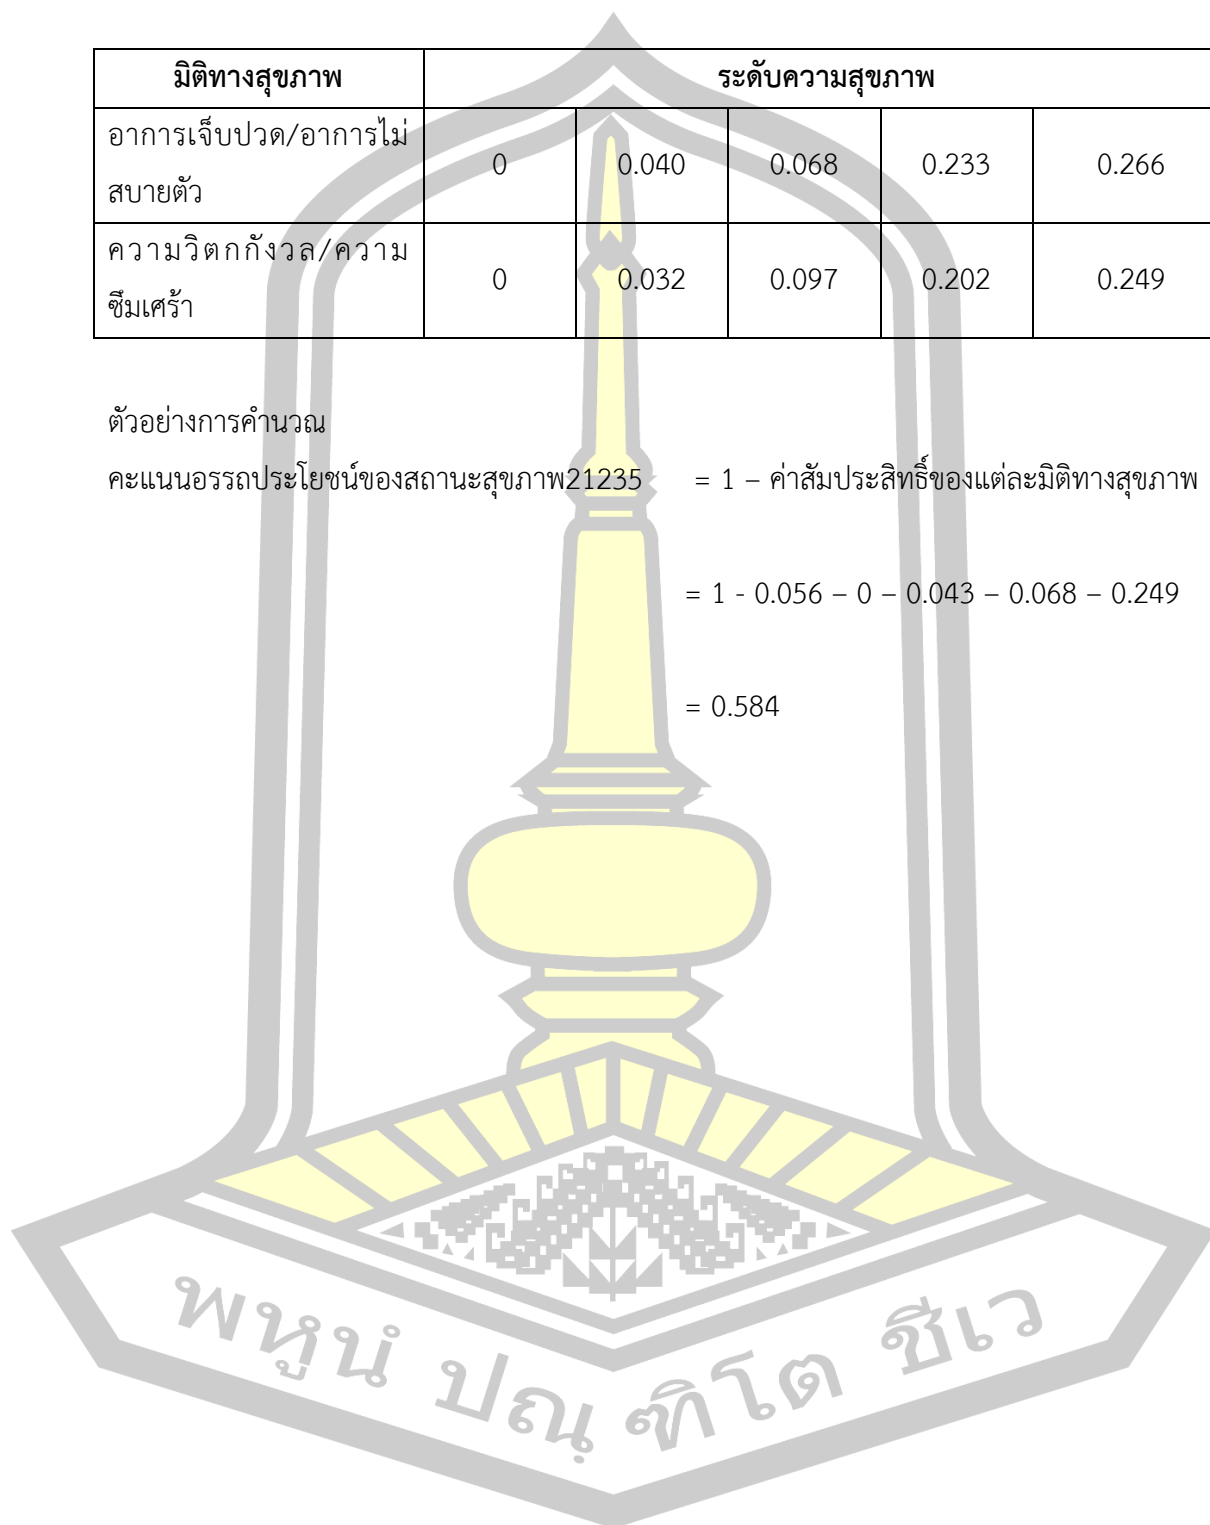 มิติทางสุขภาพ ระดับความสุขภาพ
อาการเจ็บปวด/อาการไม่
สบายตัว 0 0.040 0.068 0.233 0.266
ความวิตกกังวล/ความ
ซึมเศร้า 0 0.032 0.097 0.202 0.249
ตัวอย่างการคำนวณ
คะแนนอรรถประโยชน์ของสถานะสุขภาพ21235 = 1 – ค่าสัมประสิทธิ์ของแต่ละมิติทางสุขภาพ
= 1 - 0.056 – 0 – 0.043 – 0.068 – 0.249
= 0.584
พหูนํ ปณฺฑิโต ชีเว